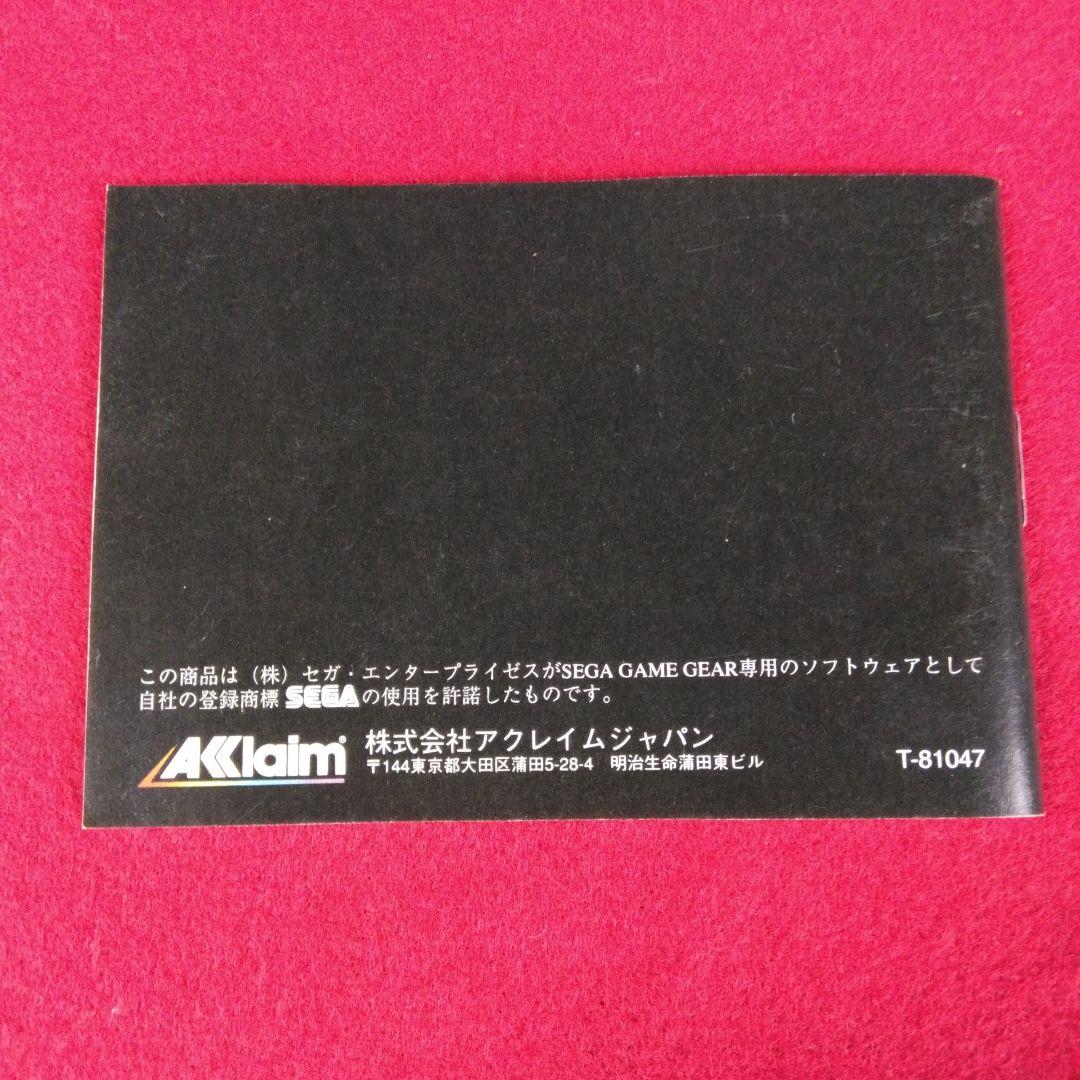 この商品は（株）セガ・エンタープライゼスがSEGA GAME GEAR専用のソフトウェアとして
自社の登録商標 SEGA の使用を許諾したものです。
AKKlaim® 株式会社アクレイムジャパン
〒144東京都大田区蒲田5-28-4 明治生命蒲田東ビル T-81047